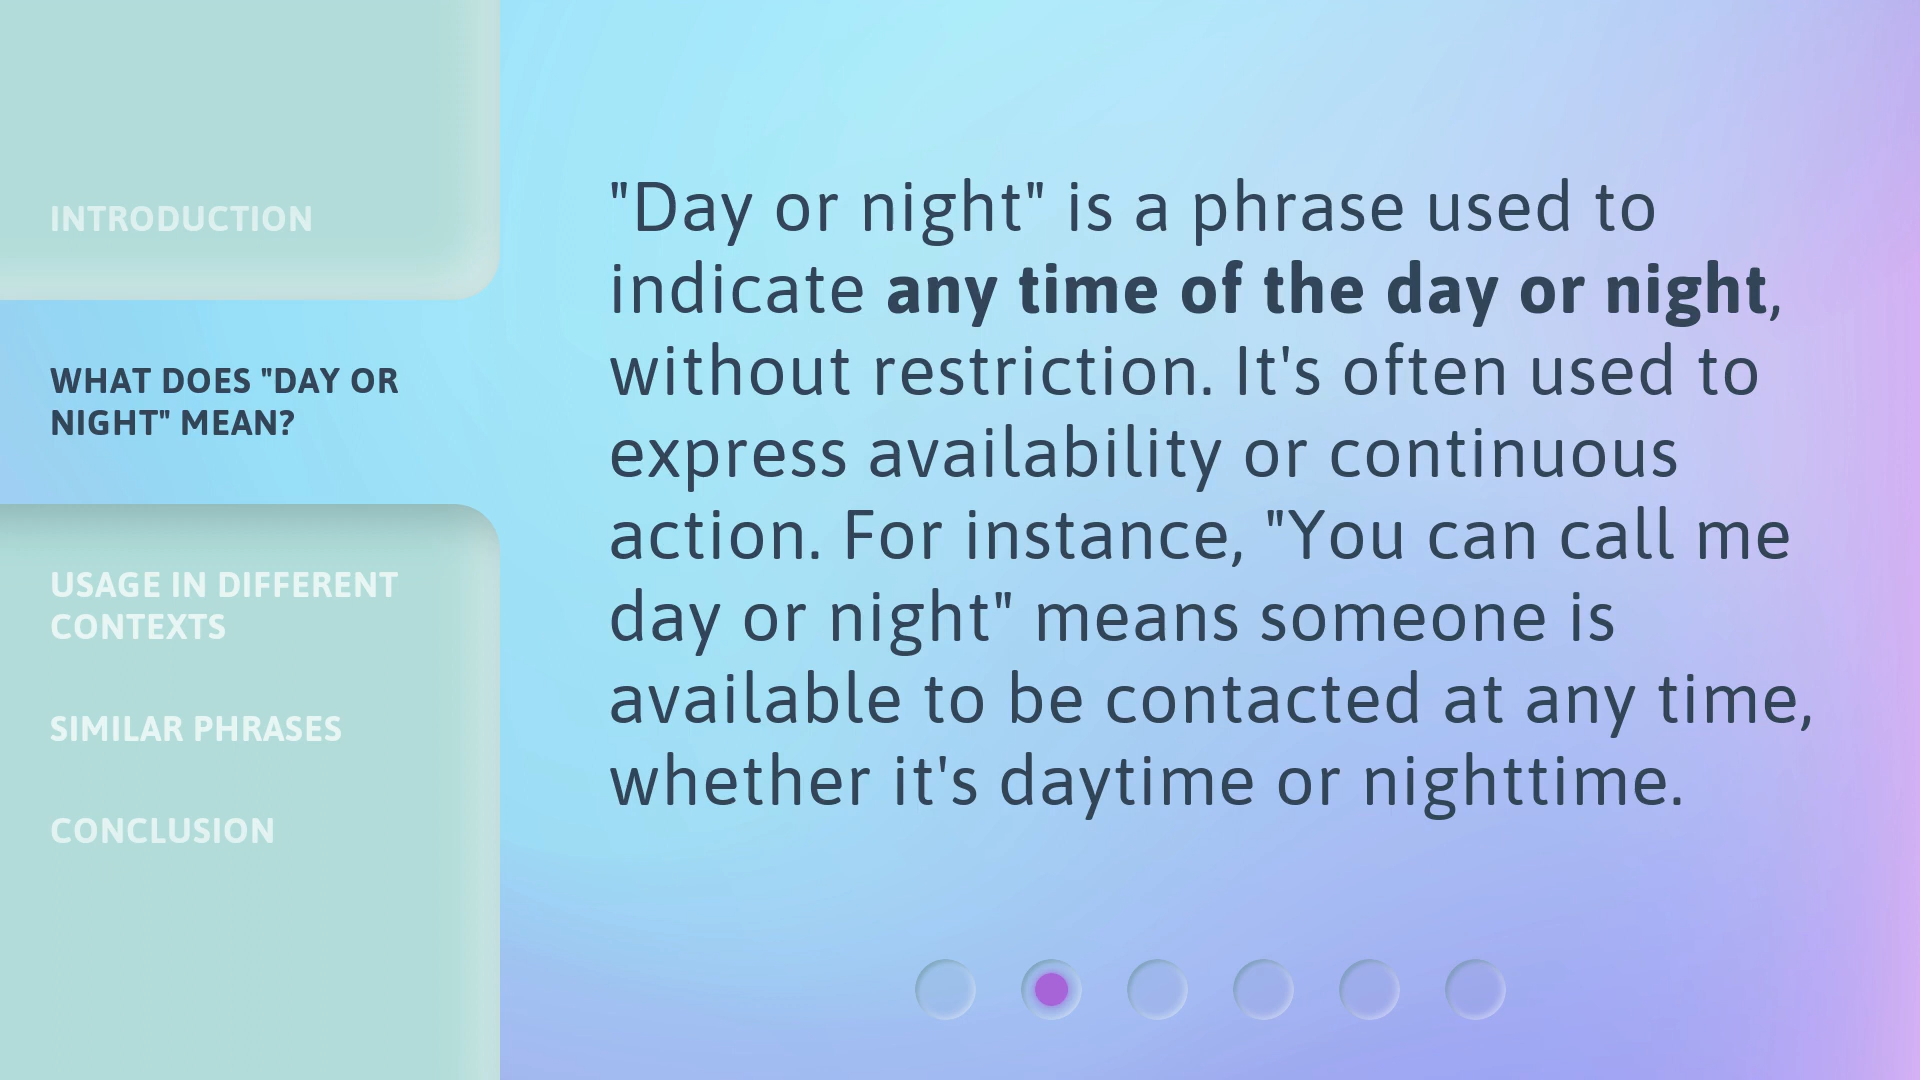 INTRODUCTION
WHAT DOES "DAY OR
NIGHT" MEAN?
USAGE IN DIFFERENT
CONTEXTS
SIMILAR PHRASES
CONCLUSION
"Day or night" is a phrase used to
indicate any time of the day or night,
without restriction. It's often used to
express availability or continuous
action. For instance, "You can call me
day or night" means someone is
available to be contacted at any time,
whether it's daytime or nighttime.